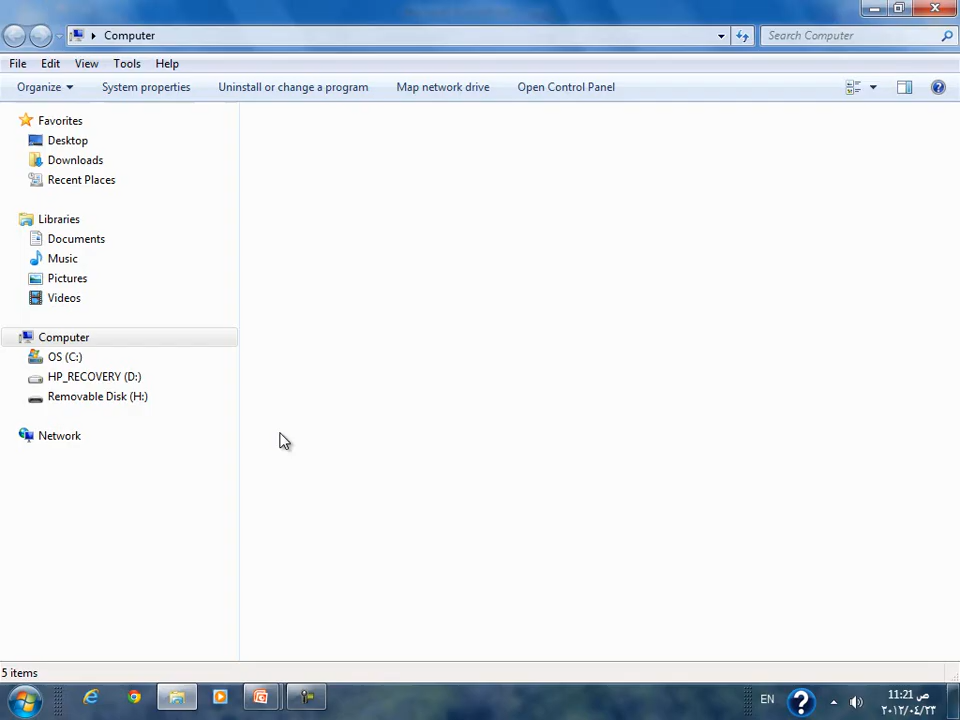 Computer
Search Computer
File Edit View Tools Help
Organize System properties Uninstall or change a program Map network drive Open Control Panel
Favorites
Desktop
Downloads
Recent Places
Libraries
Documents
Music
Pictures
Videos
Computer
OS (C:)
HP_RECOVERY (D:)
Removable Disk (H:)
Network
5 items
EN
11:21 ص
٢٠١٢/٠٤/٢٣